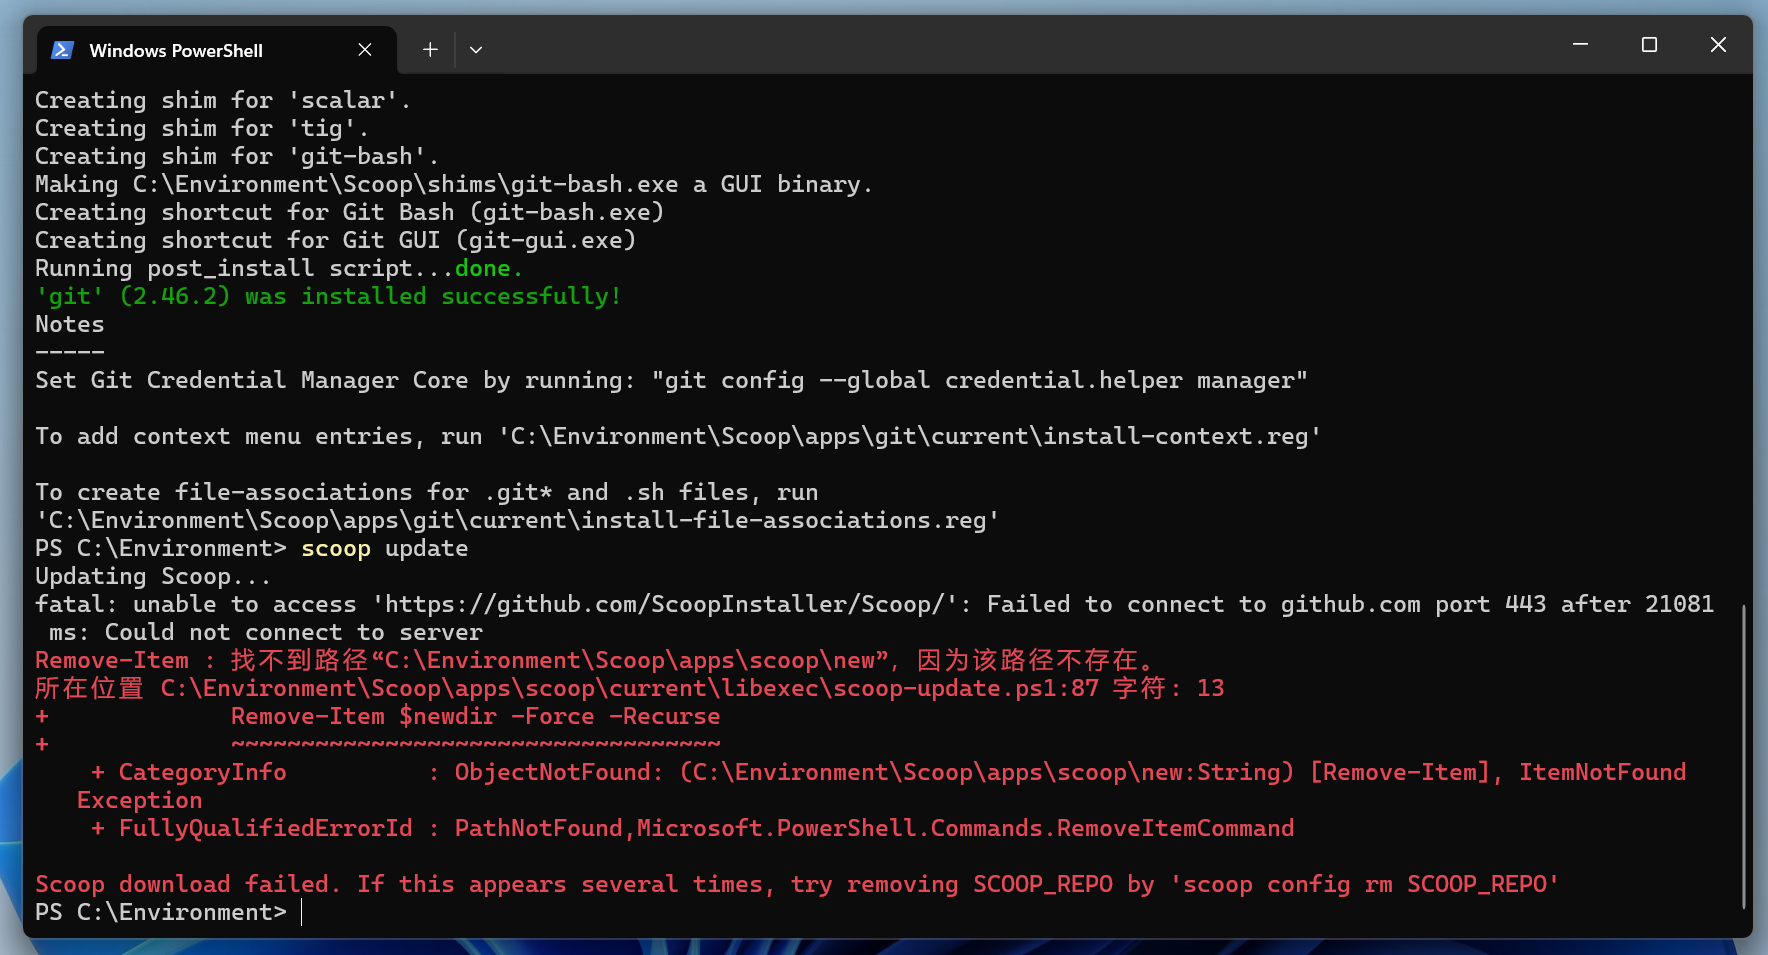 Windows PowerShell
Creating shim for 'scalar'.
Creating shim for 'tig'.
Creating shim for 'git-bash'.
Making C:\Environment\Scoop\shims\git-bash.exe a GUI binary.
Creating shortcut for Git Bash (git-bash.exe)
Creating shortcut for Git GUI (git-gui.exe)
Running post_install script...done.
'git' (2.46.2) was installed successfully!
Notes
-----
Set Git Credential Manager Core by running: "git config --global credential.helper manager"
To add context menu entries, run 'C:\Environment\Scoop\apps\git\current\install-context.reg'
To create file-associations for .git* and .sh files, run
'C:\Environment\Scoop\apps\git\current\install-file-associations.reg'
PS C:\Environment> scoop update
Updating Scoop...
fatal: unable to access 'https://github.com/ScoopInstaller/Scoop/': Failed to connect to github.com port 443 after 21081
 ms: Could not connect to server
Remove-Item : 找不到路径“C:\Environment\Scoop\apps\scoop\new”，因为该路径不存在。
所在位置 C:\Environment\Scoop\apps\scoop\current\libexec\scoop-update.ps1:87 字符: 13
+             Remove-Item $newdir -Force -Recurse
+             ~~~~~~~~~~~~~~~~~~~~~~~~~~~~~~~~~~~
    + CategoryInfo          : ObjectNotFound: (C:\Environment\Scoop\apps\scoop\new:String) [Remove-Item], ItemNotFound
   Exception
    + FullyQualifiedErrorId : PathNotFound,Microsoft.PowerShell.Commands.RemoveItemCommand
Scoop download failed. If this appears several times, try removing SCOOP_REPO by 'scoop config rm SCOOP_REPO'
PS C:\Environment>